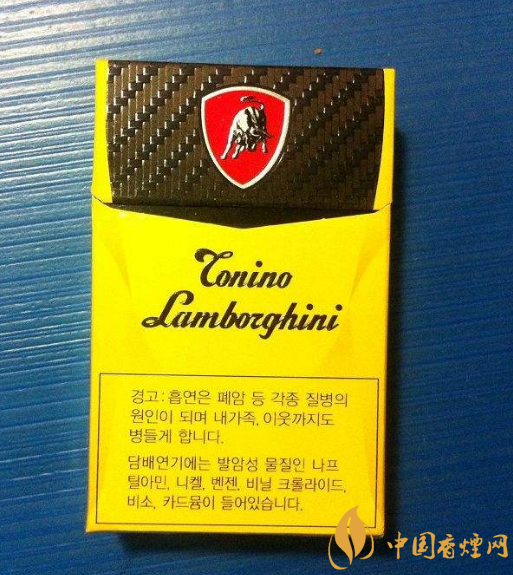 Tonino
Lamborghini
경고: 흡연은 폐암 등 각종 질병의
원인이 되며 내가족, 이웃까지도
병들게 합니다.
담배연기에는 발암성 물질인 나프
틸아민, 니켈, 벤젠, 비닐 크롤라이드,
비소, 카드뮴이 들어있습니다.
中国香煙网